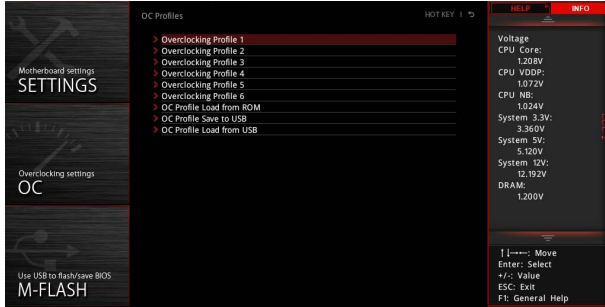 OC Profiles
HOT KEY
HELP
INFO
Motherboard settings
SETTINGS
Overclocking settings
OC
Use USB to flash/save BIOS
M-FLASH
Overclocking Profile 1
Overclocking Profile 2
Overclocking Profile 3
Overclocking Profile 4
Overclocking Profile 5
Overclocking Profile 6
OC Profile Load from ROM
OC Profile Save to USB
OC Profile Load from USB
Voltage
CPU Core:
1.208V
CPU VDDP:
1.072V
CPU NB:
1.024V
System 3.3V:
3.360V
System 5V:
5.120V
System 12V:
12.192V
DRAM:
1.200V
↑↓→←: Move
Enter: Select
+/-: Value
ESC: Exit
F1: General Help